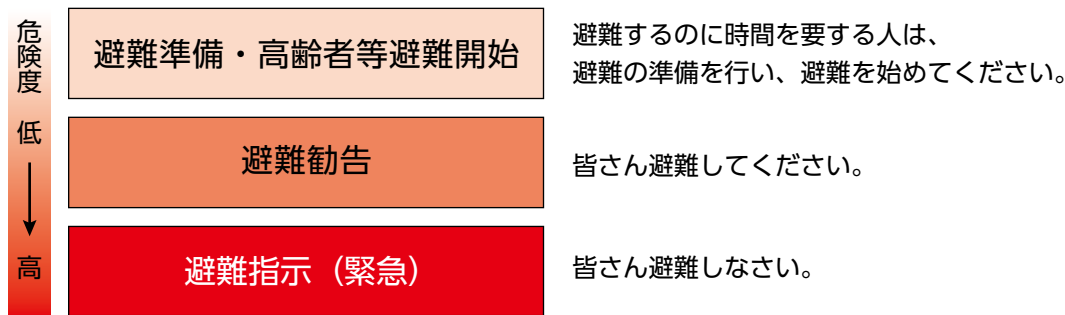 危険度
低
高
避難準備・高齢者等避難開始
避難するのに時間を要する人は、
避難の準備を行い、避難を始めてください。
避難勧告
皆さん避難してください。
避難指示（緊急）
皆さん避難しなさい。